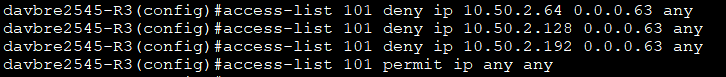 davbre2545-R3(config)#access-list 101 deny ip 10.50.2.64 0.0.0.63 any
davbre2545-R3(config)#access-list 101 deny ip 10.50.2.128 0.0.0.63 any
davbre2545-R3(config)#access-list 101 deny ip 10.50.2.192 0.0.0.63 any
davbre2545-R3(config)#access-list 101 permit ip any any